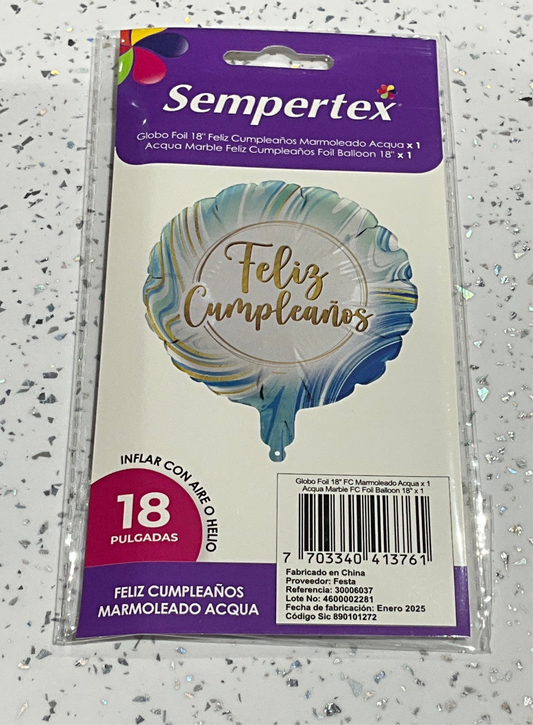 Sempertex
Globo Foil 18" Feliz Cumpleaños Marmoleado Acqua x 1
Acqua Marble Feliz Cumpleaños Foil Balloon 18" x 1
Feliz
Cumpleaños
INFLAR CON AIRE O HELIO
18
PULGADAS
FELIZ CUMPLEAÑOS
MARMOLEADO ACQUA
Globo Foil 18" FC Marmoleado Acqua x 1
Acqua Marble FC Foil Balloon 18" x 1
7 703340 413761
Fabricado en China
Proveedor: Festa
Referencia: 30006037
Lote No: 4600002281
Fecha de fabricación: Enero 2025
Código Sic 890101272